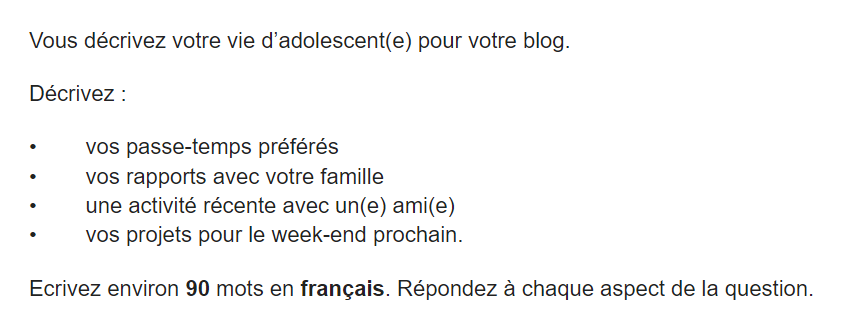 Vous décrivez votre vie d’adolescent(e) pour votre blog.
Décrivez :
• vos passe-temps préférés
• vos rapports avec votre famille
• une activité récente avec un(e) ami(e)
• vos projets pour le week-end prochain.
Ecrivez environ 90 mots en français. Répondez à chaque aspect de la question.